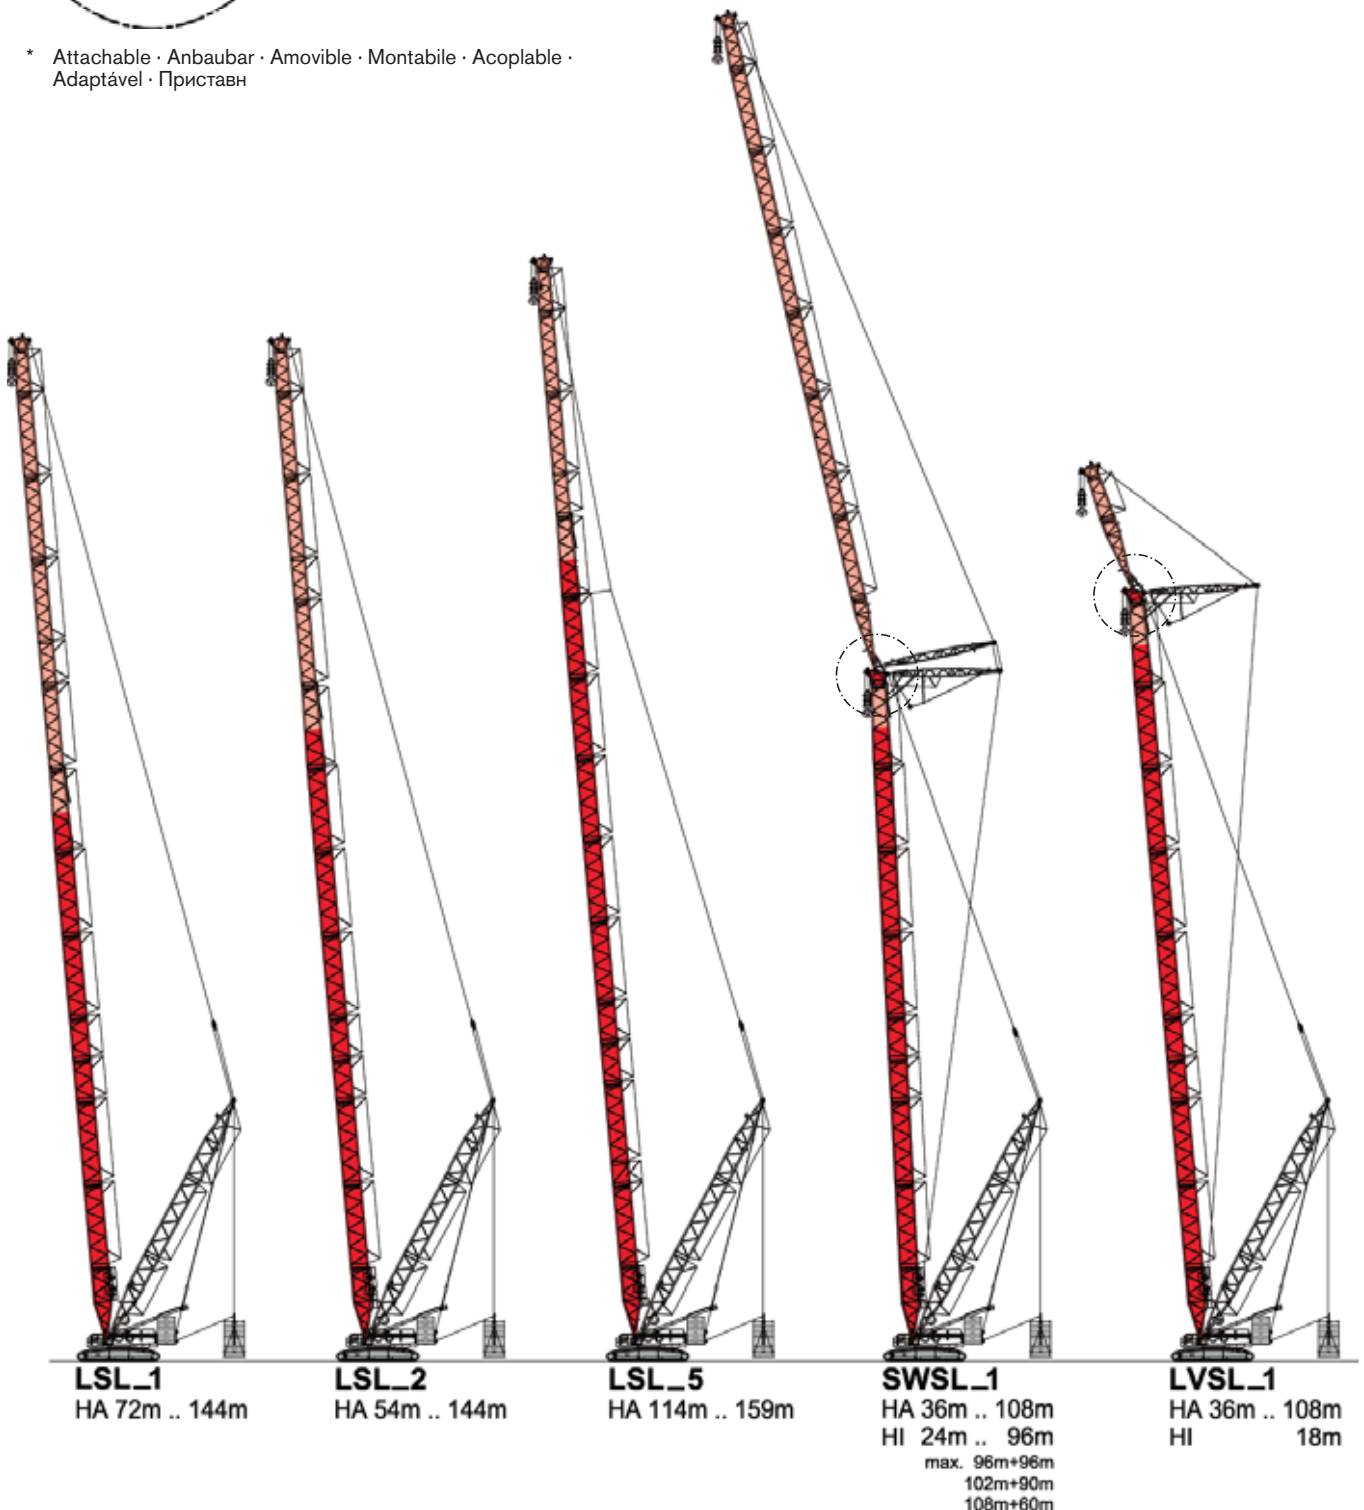 * Attachable · Anbaubar · Amovible · Montabile · Acoplable ·
Adaptável · Приставн
LSL_1
HA 72m .. 144m
LSL_2
HA 54m .. 144m
LSL_5
HA 114m .. 159m
SWSL_1
HA 36m .. 108m
HI 24m .. 96m
max. 96m+96m
102m+90m
108m+60m
LVSL_1
HA 36m .. 108m
HI 18m